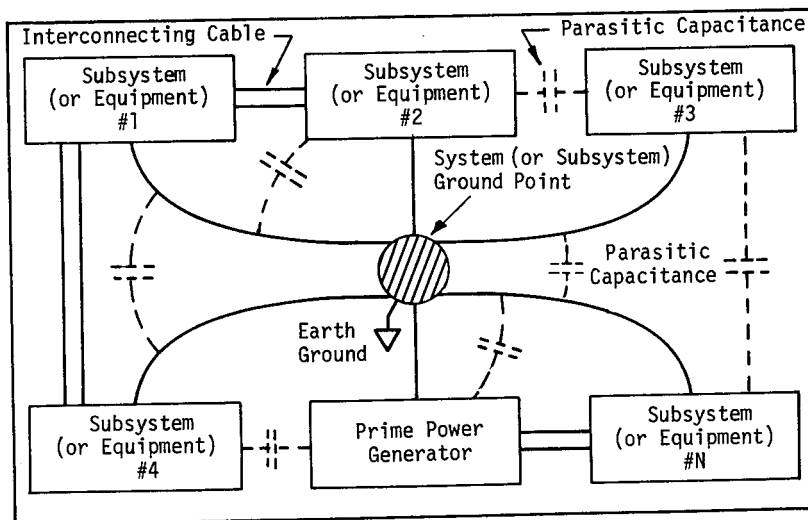 Interconnecting Cable
Parasitic Capacitance
Subsystem
(or Equipment)
#1
Subsystem
(or Equipment)
#2
Subsystem
(or Equipment)
#3
System (or Subsystem)
Ground Point
Parasitic
Capacitance
Earth
Ground
Subsystem
(or Equipment)
#4
Prime Power
Generator
Subsystem
(or Equipment)
#N